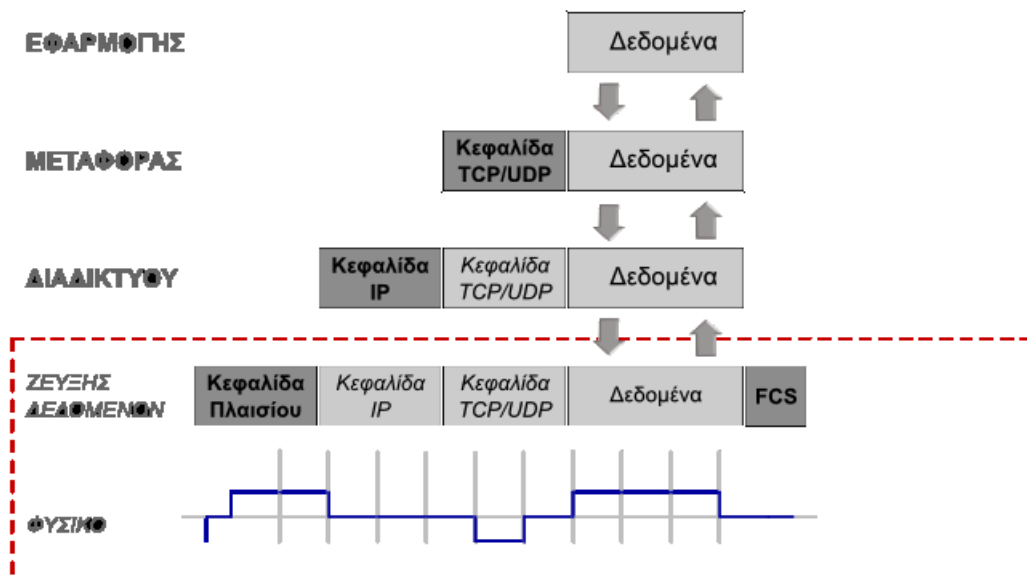 ΕΦΑΡΜΟΓΗΣ
Δεδομένα
ΜΕΤΑΦΟΡΑΣ
Κεφαλίδα
TCP/UDP
Δεδομένα
ΔΙΑΔΙΚΤΥΟΥ
Κεφαλίδα
IP
Κεφαλίδα
TCP/UDP
Δεδομένα
ΖΕΥΞΗΣ
ΔΕΔΟΜΕΝΩΝ
Κεφαλίδα
Πλαισίου
Κεφαλίδα
IP
Κεφαλίδα
TCP/UDP
Δεδομένα
FCS
ΦΥΣΙΚΟ